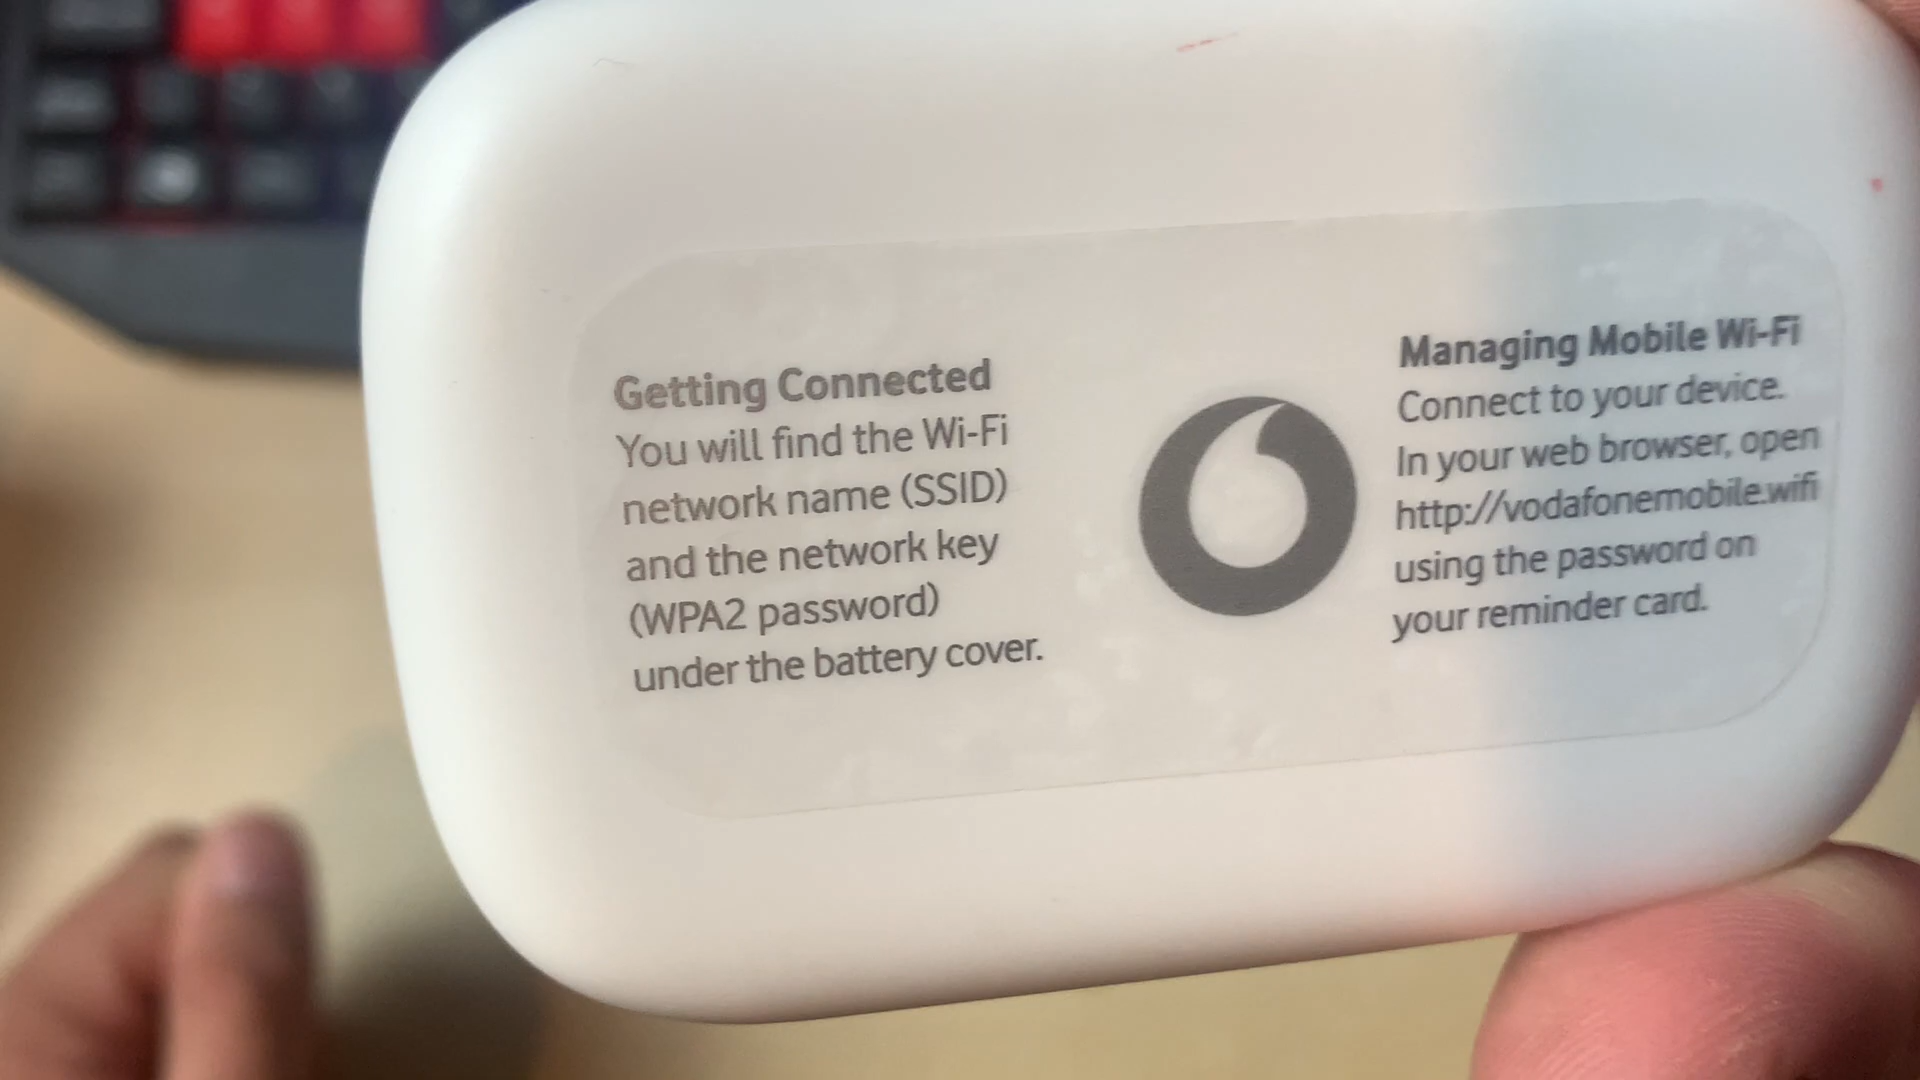 Getting Connected
You will find the Wi-Fi
network name (SSID)
and the network key
(WPA2 password)
under the battery cover.
Managing Mobile Wi-Fi
Connect to your device.
In your web browser, open
http://vodafonemobile.wifi
using the password on
your reminder card.